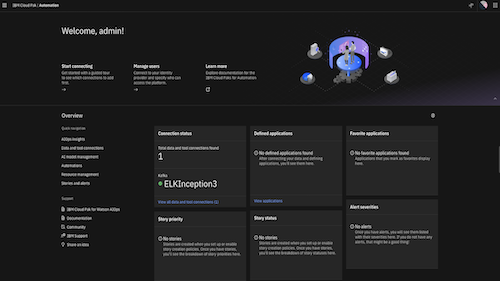 IBM Cloud Pak | Automation
Welcome, admin!
Start connecting
Get started with a guided tour
to see which connections to add
first.
Manage users
Connect to your identity
provider and specify who can
access the platform.
Learn more
Explore documentation for the
IBM Cloud Paks for Automation
Overview
Quick navigation
AIOps insights
Data and tool connections
AI model management
Automations
Resource management
Stories and alerts
Support
IBM Cloud Pak for Watson AIOps
Documentation
Community
IBM Support
Share an idea
Connection status
Total data and tool connections found
1
Kafka
ELKInception3
View all data and tool connections (1)
Defined applications
No defined applications found
After connecting your tools and defining
applications, you'll see them here.
View applications
Favorite applications
No favorite applications found
Applications that you mark as favorites display
here.
Story priority
No stories
Stories are created when you set up or enable
story creation policies. Once you have stories,
you'll see the breakdown of story priorities here.
Story status
No stories
Stories are created when you set up or enable
story creation policies. Once you have stories,
you'll see the breakdown of story features here.
Alert severities
No alerts
Once you have alerts, you will see them listed
with their severities here. If you do not have any
alerts, that might be a good thing!